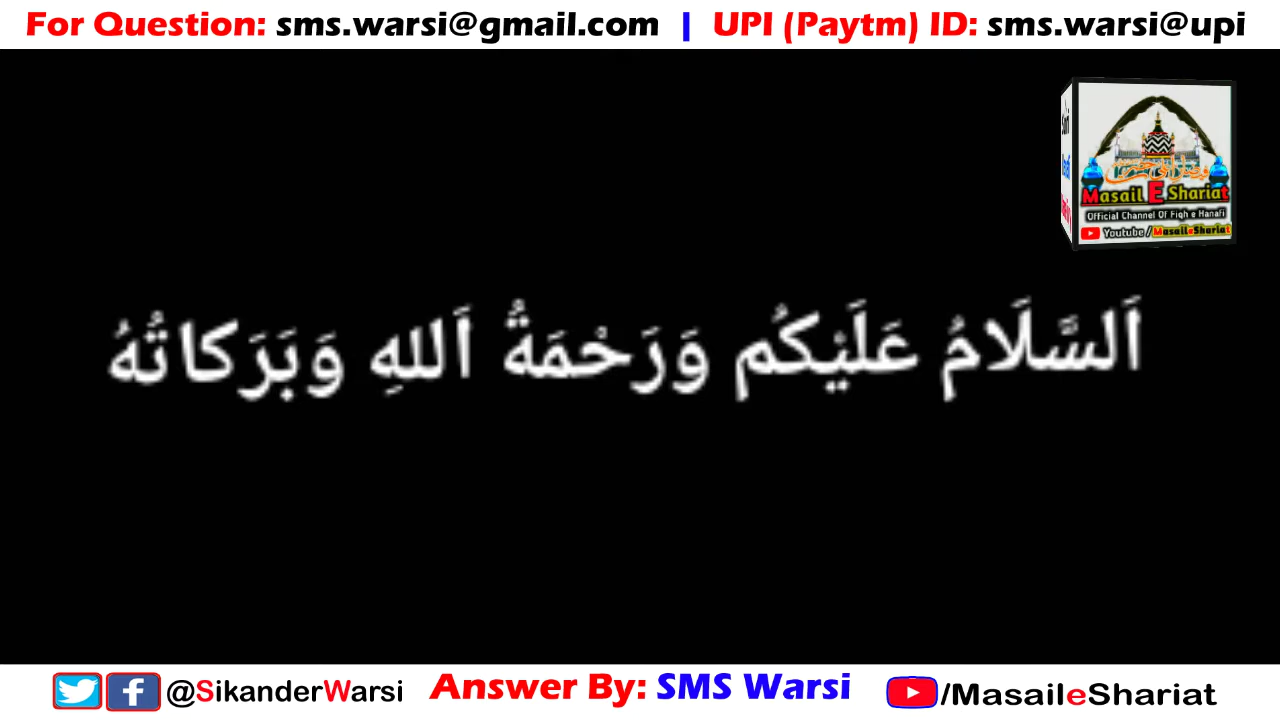 For Question: sms.warsi@gmail.com | UPI (Paytm) ID: sms.warsi@upi
Masail E Shariat
Official Channel Of Fiqh e Hanafi
Youtube / MasaileShariat
اَلسَّلَامُ عَلَيْكُم وَرَحْمَةُ اَللهِ وَبَرَكاتُهُ
@SikanderWarsi
Answer By: SMS Warsi
/MasaileShariat